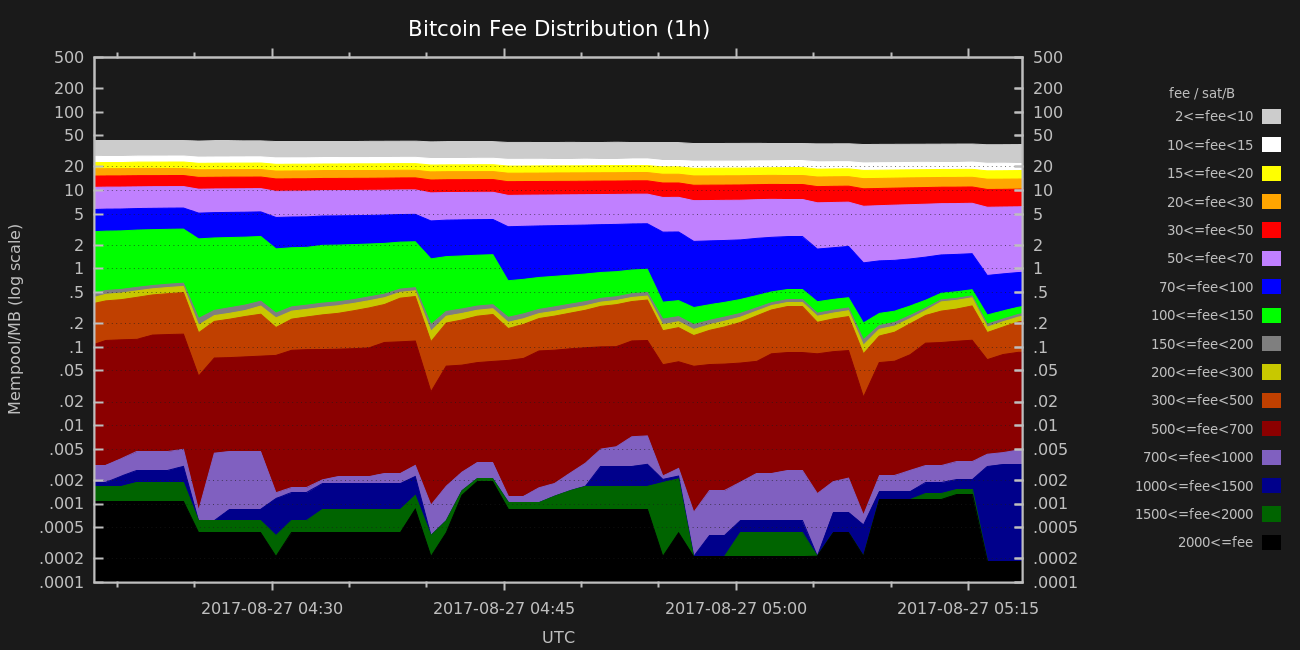 Bitcoin Fee Distribution (1h)
500
200
100
50
20
10
5
2
1
.5
.2
.1
.05
.02
.01
.005
.002
.001
.0005
.0002
.0001
Mempool/MB (log scale)
500
200
100
50
20
10
5
2
1
.5
.2
.1
.05
.02
.01
.005
.002
.001
.0005
.0002
.0001
2017-08-27 04:30
2017-08-27 04:45
2017-08-27 05:00
2017-08-27 05:15
UTC
fee / sat/B
2<=fee<10
10<=fee<15
15<=fee<20
20<=fee<30
30<=fee<50
50<=fee<70
70<=fee<100
100<=fee<150
150<=fee<200
200<=fee<300
300<=fee<500
500<=fee<700
700<=fee<1000
1000<=fee<1500
1500<=fee<2000
2000<=fee